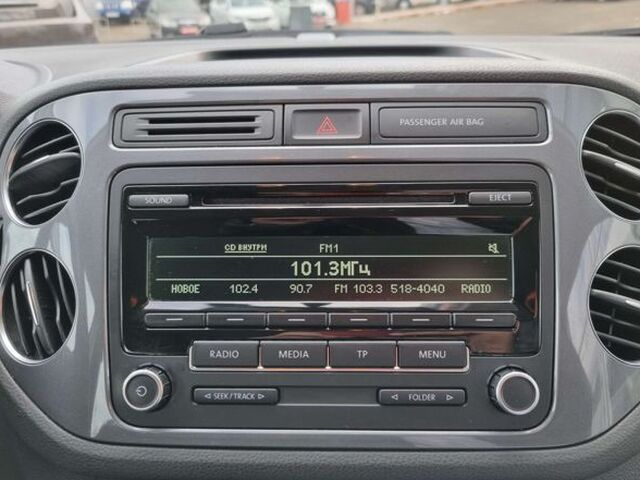 PASSENGER AIR BAG
SOUND
EJECT
CD ВНУТРИ FM1
101.3МГц
НОВОЕ 102.4 90.7 FM 103.3 518-4040 RADIO
RADIO MEDIA TP MENU
SEEK / TRACK
FOLDER